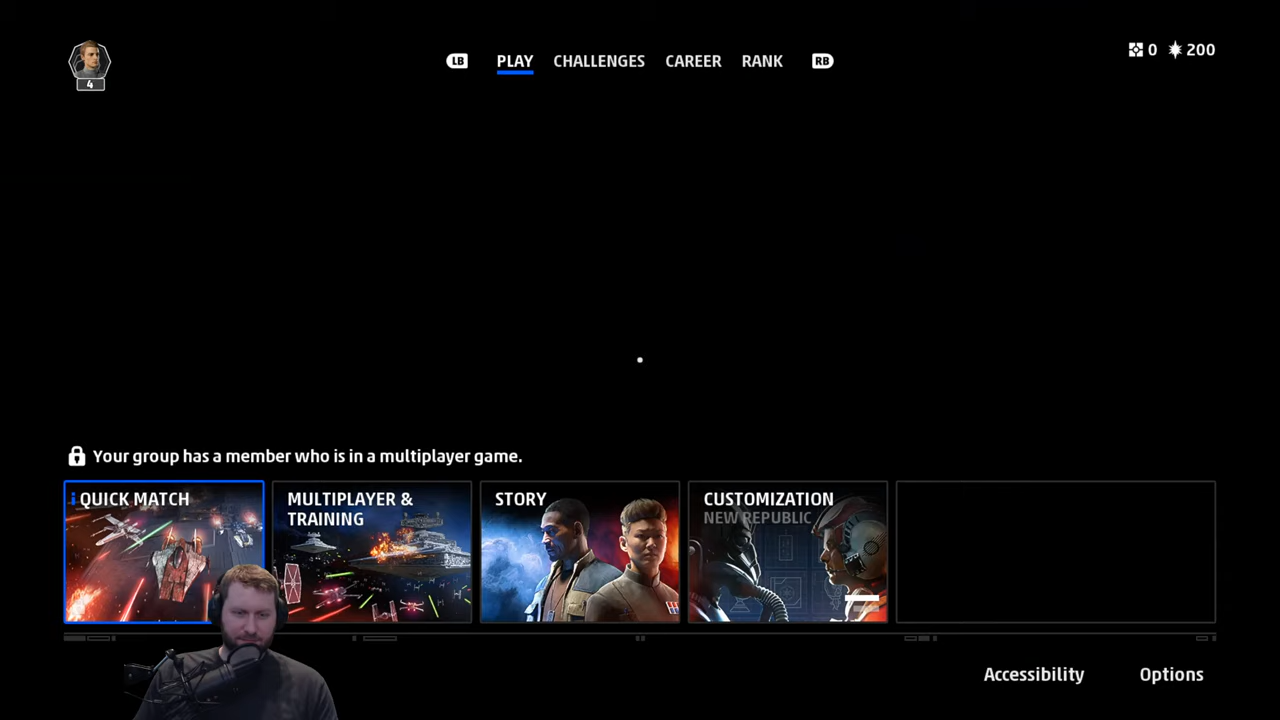 4
LB PLAY CHALLENGES CAREER RANK RB
0 200
Your group has a member who is in a multiplayer game.
QUICK MATCH
MULTIPLAYER &
TRAINING
STORY
CUSTOMIZATION
NEW REPUBLIC
Accessibility Options